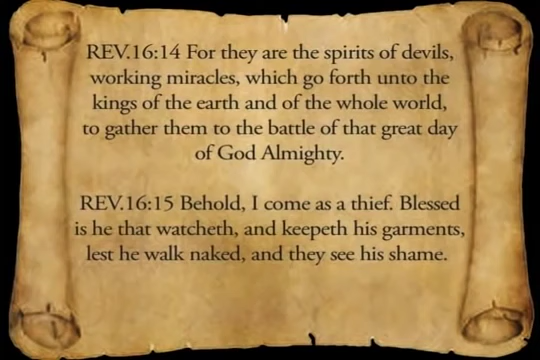 REV.16:14 For they are the spirits of devils,
working miracles, which go forth unto the
kings of the earth and of the whole world,
to gather them to the battle of that great day
of God Almighty.
REV.16:15 Behold, I come as a thief. Blessed
is he that watcheth, and keepeth his garments,
lest he walk naked, and they see his shame.